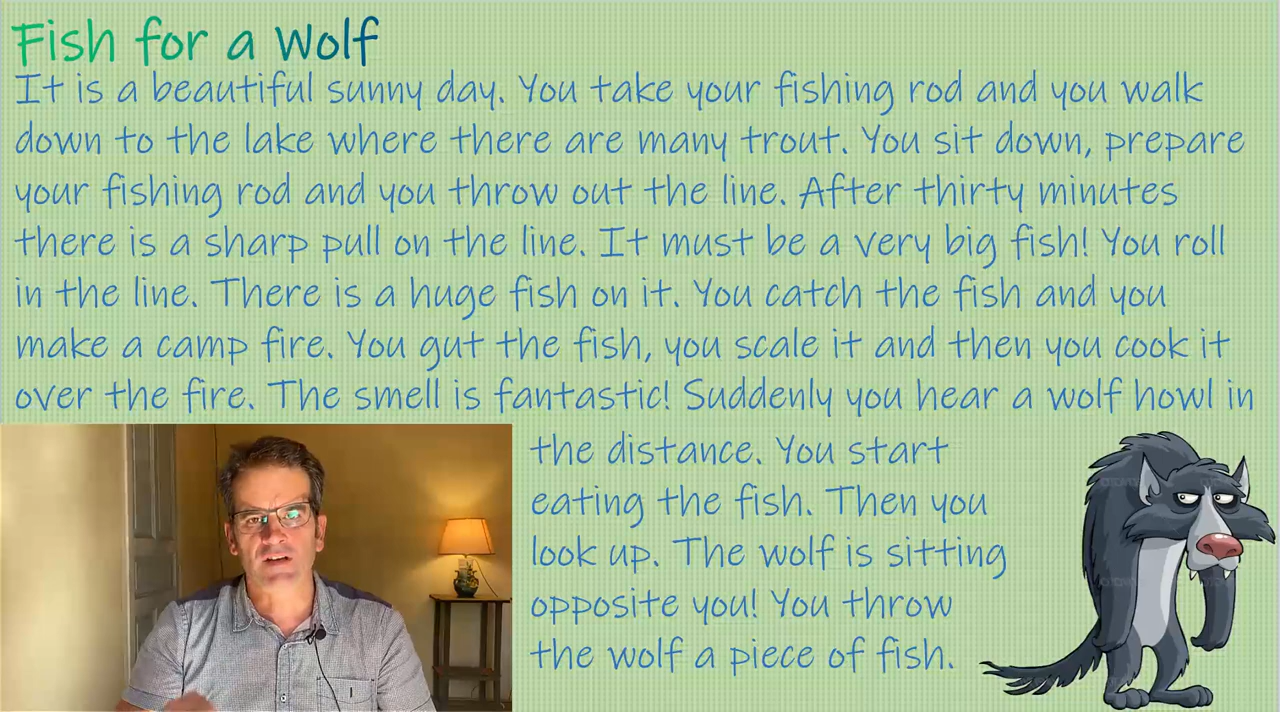 Fish for a Wolf
It is a beautiful sunny day. You take your fishing rod and you walk
down to the lake where there are many trout. You sit down, prepare
your fishing rod and you throw out the line. After thirty minutes
there is a sharp pull on the line. It must be a very big fish! You roll
in the line. There is a huge fish on it. You catch the fish and you
make a camp fire. You gut the fish, you scale it and then you cook it
over the fire. The smell is fantastic! Suddenly you hear a wolf howl in
the distance. You start
eating the fish. Then you
look up. The wolf is sitting
opposite you! You throw
the wolf a piece of fish.